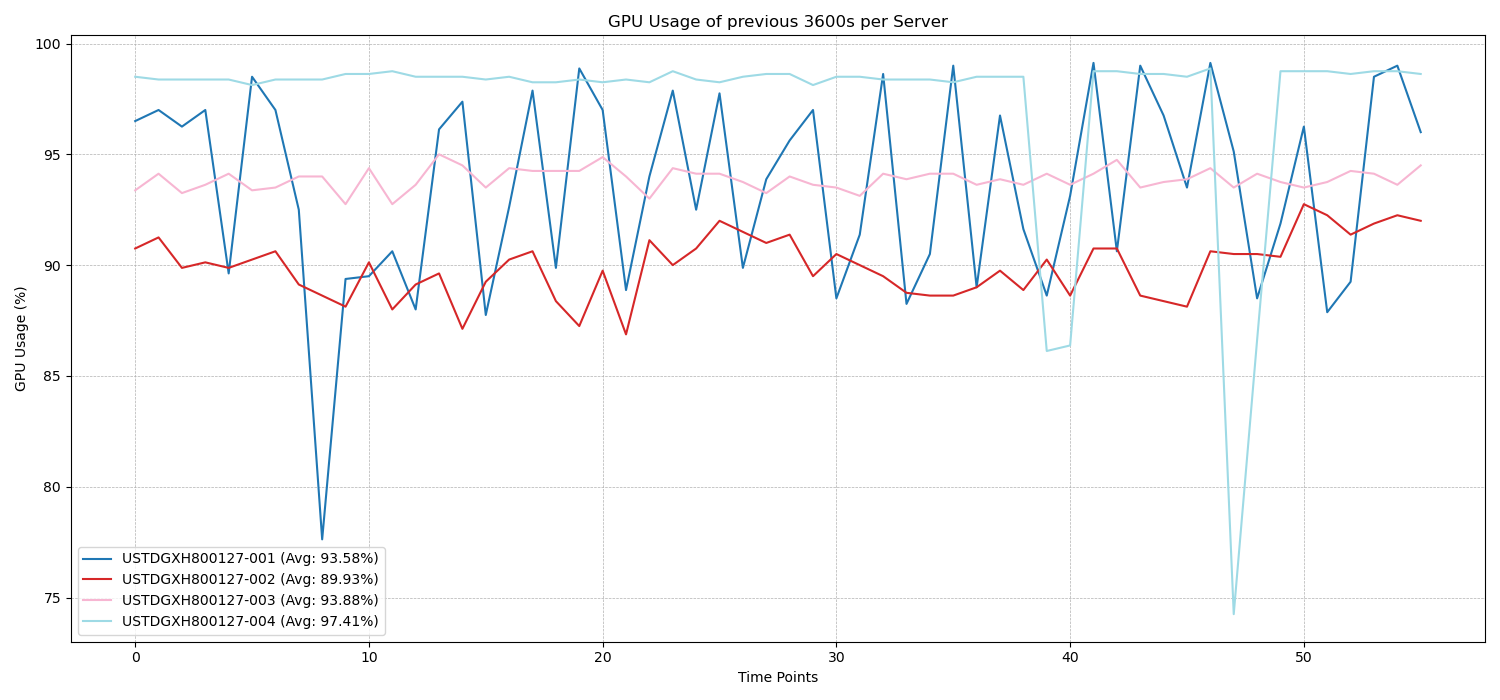 GPU Usage of previous 3600s per Server
100
95
90
85
80
75
GPU Usage (%)
USTDGXH800127-001 (Avg: 93.58%)
USTDGXH800127-002 (Avg: 89.93%)
USTDGXH800127-003 (Avg: 93.88%)
USTDGXH800127-004 (Avg: 97.41%)
0 10 20 30 40 50
Time Points